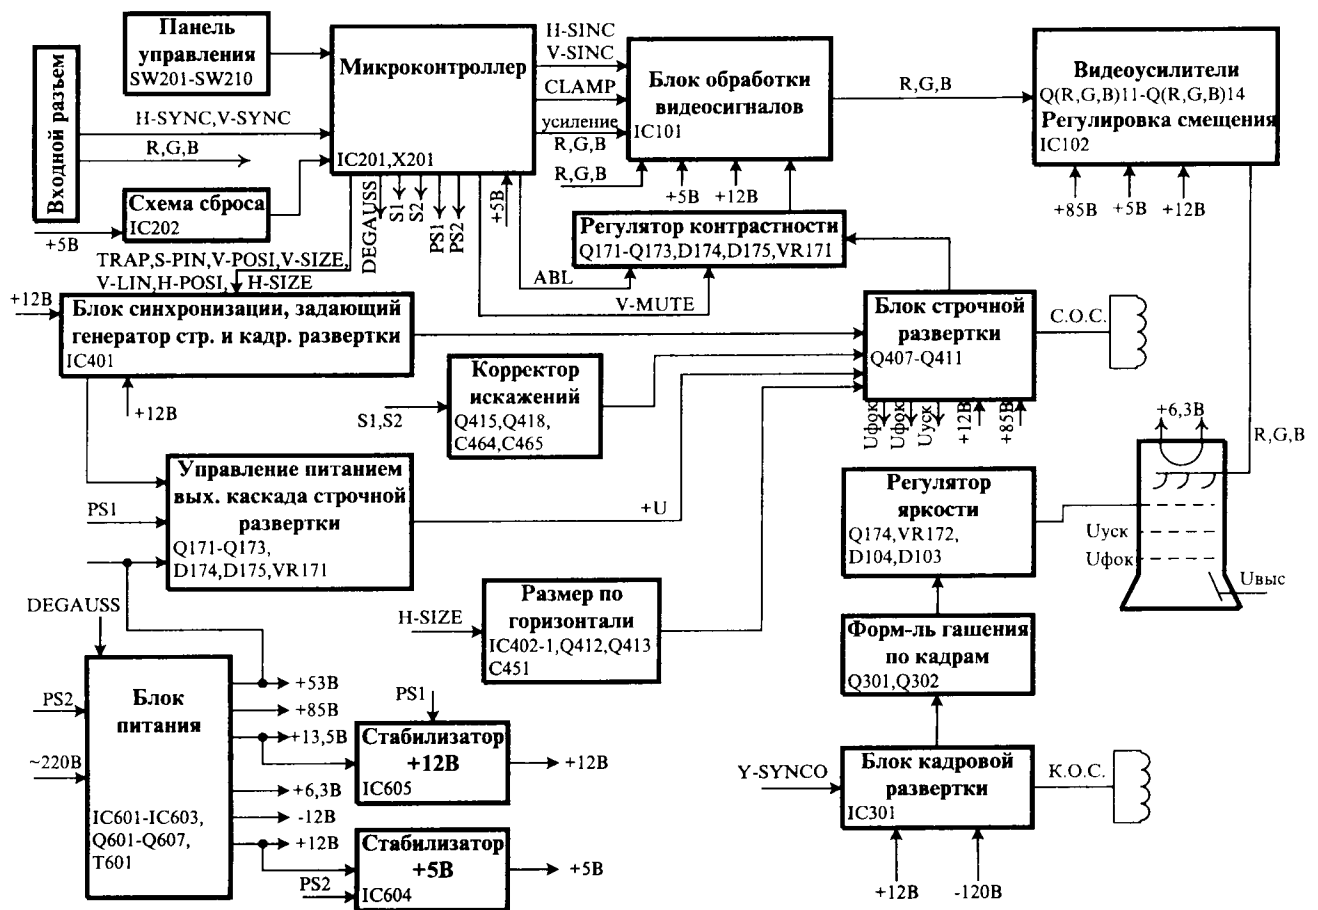 Панель
управления
SW201-SW210
Входной разъем
H-SYNC,V-SYNC
R,G,B
Схема сброса
IC202
+5В
Микроконтроллер
IC201,X201
H-SINC
V-SINC
CLAMP
усиление
R,G,B
R,G,B
Блок обработки
видеосигналов
IC101
+5В
+12В
R,G,B
Видеоусилители
Q(R,G,B)11-Q(R,G,B)14
Регулировка смещения
IC102
+85В
+5В
+12В
DEGAUSS
S1
S2
PS1
PS2
+5В
ABL
V-MUTE
Регулятор контрастности
Q171-Q173,D174,D175,VR171
TRAP,S-PIN,V-POSI,V-SIZE,
V-LIN,H-POSI, H-SIZE
+12В
Блок синхронизации, задающий
генератор стр. и кадр. развертки
IC401
+12В
Блок строчной
развертки
Q407-Q411
С.О.С.
Uфок
Uфок
Uуск
+12В
+85В
S1,S2
Корректор
искажений
Q415,Q418,
C464,C465
+6,3В
R,G,B
Uуск
Uфок
Uвыс
PS1
Управление питанием
вых. каскада строчной
развертки
Q171-Q173,
D174,D175,VR171
+U
Регулятор
яркости
Q174,VR172,
D104,D103
H-SIZE
Размер по
горизонтали
IC402-1,Q412,Q413
C451
Форм-ль гашения
по кадрам
Q301,Q302
DEGAUSS
PS2
~220В
Блок
питания
IC601-IC603,
Q601-Q607,
T601
+53В
+85В
+13,5В
+6,3В
-12В
+12В
PS1
Стабилизатор
+12В
IC605
+12В
PS2
Стабилизатор
+5В
IC604
+5В
Y-SYNCO
Блок кадровой
развертки
IC301
К.О.С.
+12В
-120В